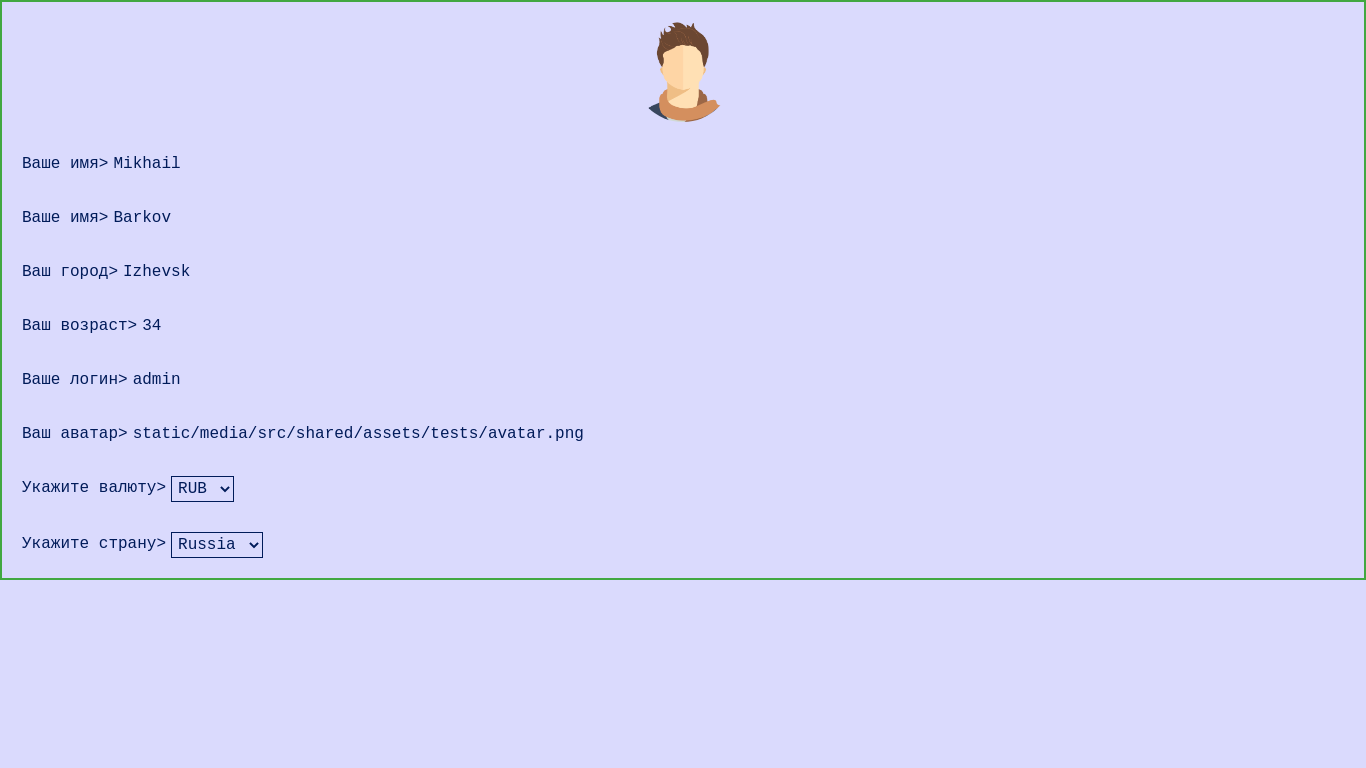 Ваше имя> Mikhail
Ваше имя> Barkov
Ваш город> Izhevsk
Ваш возраст> 34
Ваше логин> admin
Ваш аватар> static/media/src/shared/assets/tests/avatar.png
Укажите валюту> RUB
Укажите страну> Russia